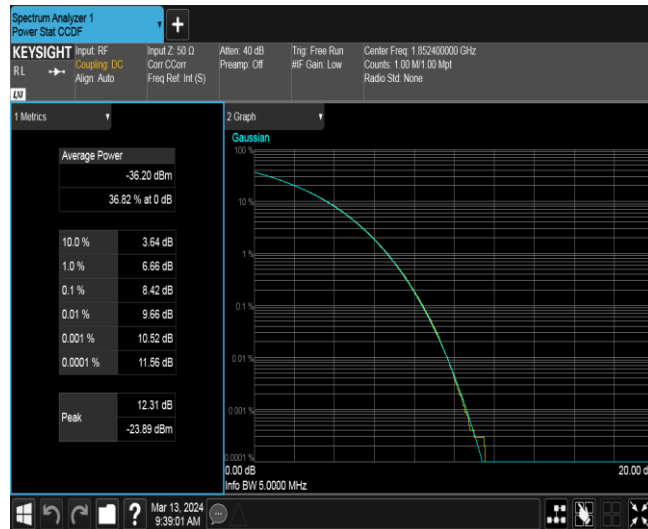 Spectrum Analyzer 1
Power Stat CCDF
+
KEYSIGHT
RL
LXI
Input: RF
Coupling: DC
Align: Auto
Input Z: 50 Ω
Corr CCorr
Freq Ref: Int (S)
Atten: 40 dB
Preamp: Off
Trig: Free Run
#IF Gain: Low
Center Freq: 1.852400000 GHz
Counts: 1.00 M/1.00 Mpt
Radio Std: None
1 Metrics
Average Power
-36.20 dBm
36.82 % at 0 dB
10.0 % 3.64 dB
1.0 % 6.66 dB
0.1 % 8.42 dB
0.01 % 9.66 dB
0.001 % 10.52 dB
0.0001 % 11.56 dB
Peak
12.31 dB
-23.89 dBm
2 Graph
Gaussian
100 %
10 %
1 %
0.1 %
0.01 %
0.001 %
0.0001 %
0.00 dB
20.00 d
Info BW 5.0000 MHz
?
Mar 13, 2024
9:39:01 AM